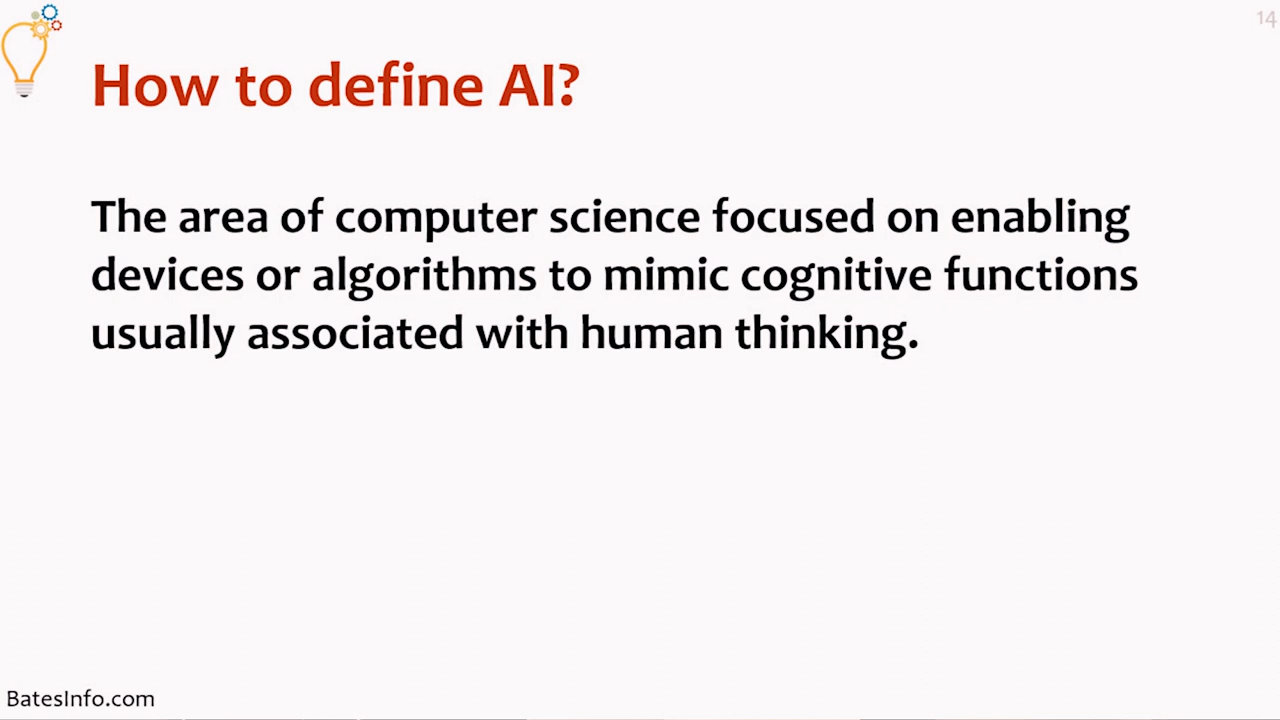 14
How to define AI?
The area of computer science focused on enabling
devices or algorithms to mimic cognitive functions
usually associated with human thinking.
BatesInfo.com